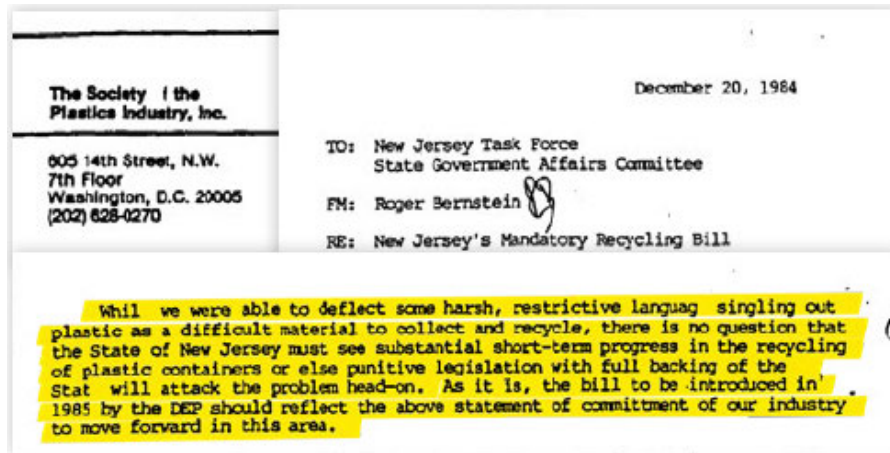 The Society f the
Plastics Industry, Inc.
605 14th Street, N.W.
7th Floor
Washington, D.C. 20005
(202) 628-0270
December 20, 1984
TO: New Jersey Task Force
State Government Affairs Committee
FM: Roger Bernstein
RE: New Jersey's Mandatory Recycling Bill
Whil we were able to deflect some harsh, restrictive languag singling out
plastic as a difficult material to collect and recycle, there is no question that
the State of New Jersey must see substantial short-term progress in the recycling
of plastic containers or else punitive legislation with full backing of the
Stat will attack the problem head-on. As it is, the bill to be introduced in
1985 by the DEP should reflect the above statement of committment of our industry
to move forward in this area.